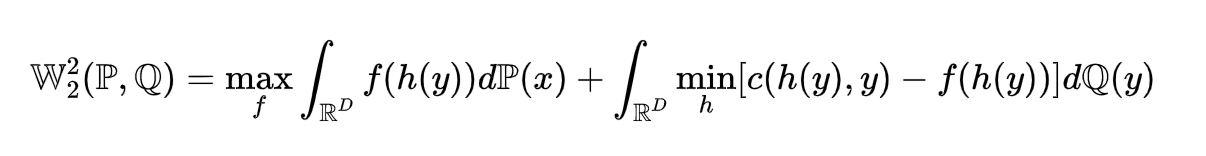 𝕎₂²(ℙ, ℚ) = max_f ∫_{ℝ^D} f(h(y))dℙ(x) + ∫_{ℝ^D} min_h[c(h(y), y) − f(h(y))]dℚ(y)